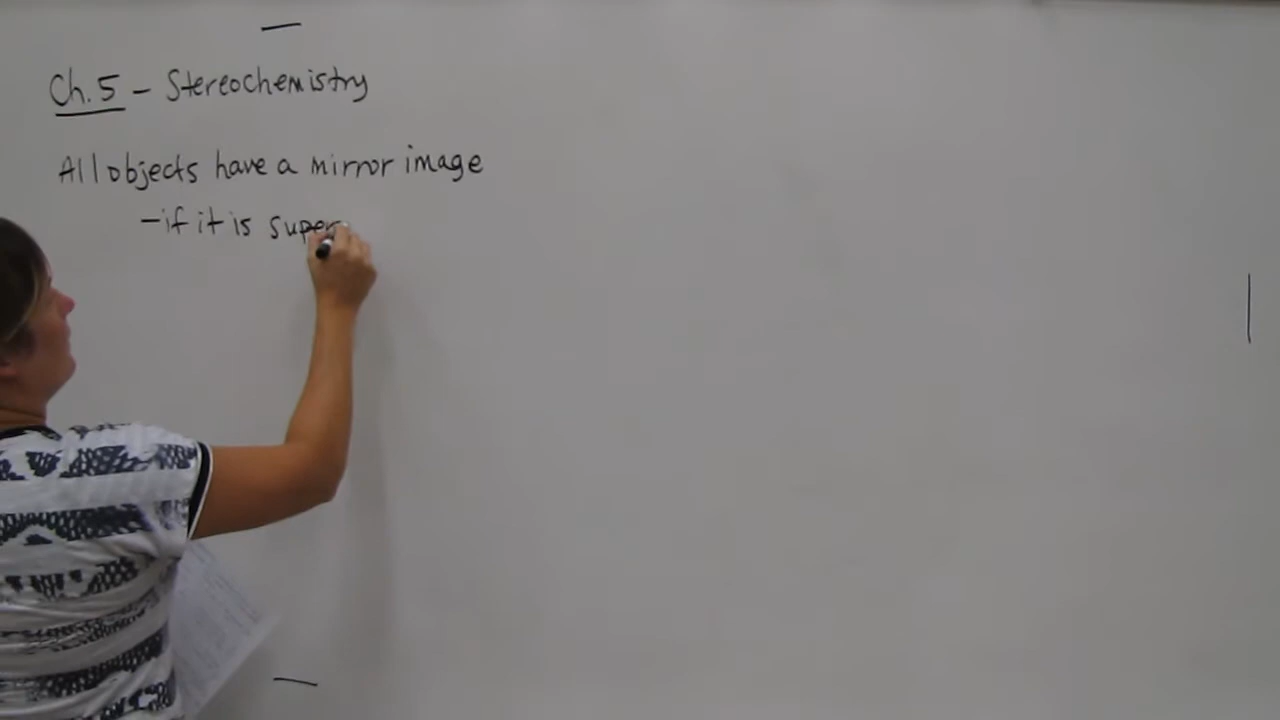 Ch. 5 - Stereochemistry
All objects have a mirror image
- if it is super